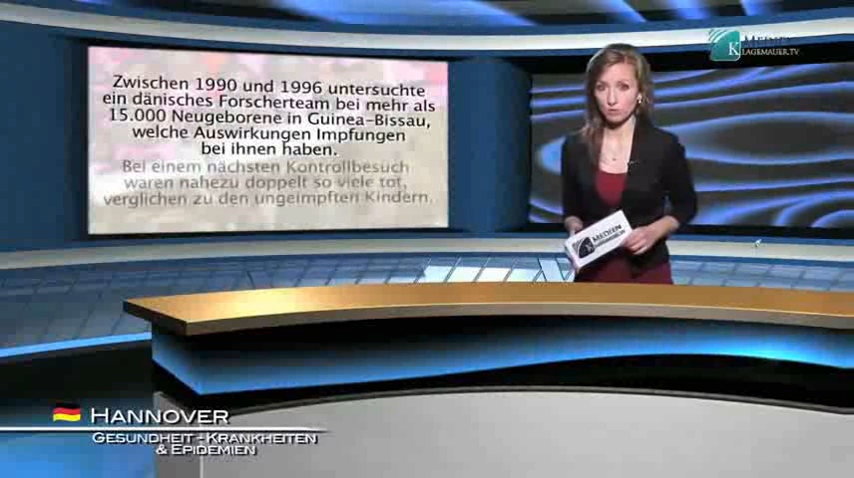 Zwischen 1990 und 1996 untersuchte
ein dänisches Forscherteam bei mehr als
15.000 Neugeborene in Guinea-Bissau,
welche Auswirkungen Impfungen
bei ihnen haben.
Bei einem nächsten Kontrollbesuch
waren nahezu doppelt so viele tot,
verglichen zu den ungeimpften Kindern.
K
LAGEMAUER.TV
MEDIEN
HANNOVER
GESUNDHEIT - KRANKHEITEN
& EPIDEMIEN